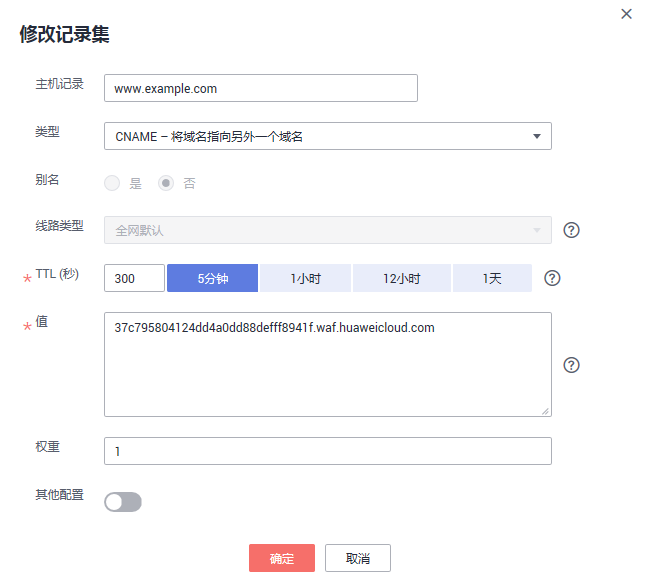 修改记录集
主机记录
www.example.com
类型
CNAME – 将域名指向另外一个域名
别名
是
否
线路类型
全网默认
* TTL (秒)
300
5分钟
1小时
12小时
1天
* 值
37c795804124dd4a0dd88defff8941f.waf.huaweicloud.com
权重
1
其他配置
确定
取消